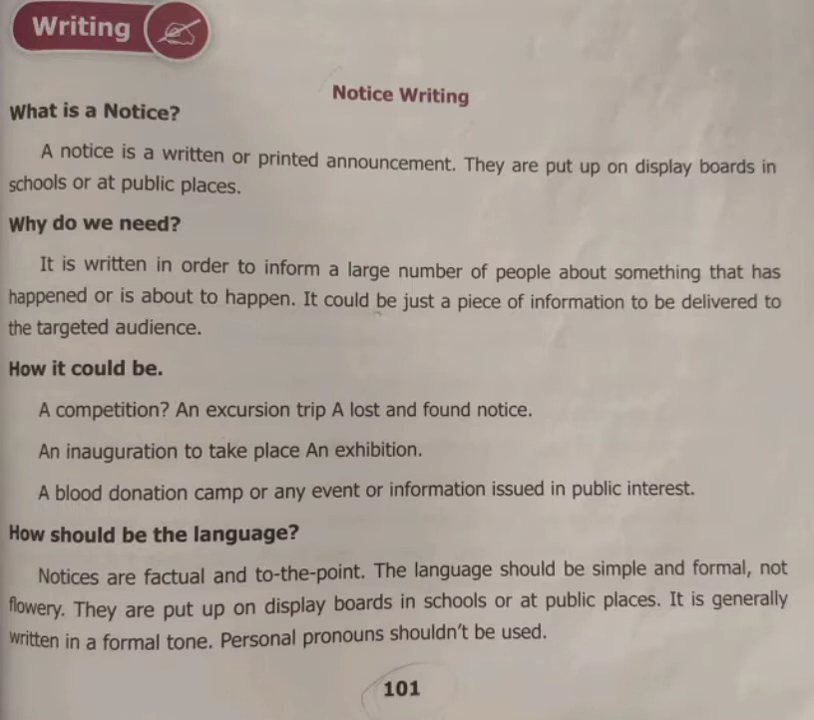 Writing
Notice Writing
What is a Notice?
A notice is a written or printed announcement. They are put up on display boards in
schools or at public places.
Why do we need?
It is written in order to inform a large number of people about something that has
happened or is about to happen. It could be just a piece of information to be delivered to
the targeted audience.
How it could be.
A competition? An excursion trip A lost and found notice.
An inauguration to take place An exhibition.
A blood donation camp or any event or information issued in public interest.
How should be the language?
Notices are factual and to-the-point. The language should be simple and formal, not
flowery. They are put up on display boards in schools or at public places. It is generally
written in a formal tone. Personal pronouns shouldn't be used.
101